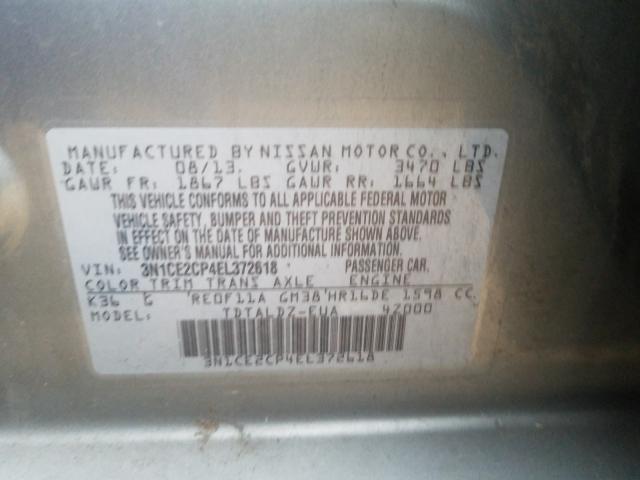 MANUFACTURED BY NISSAN MOTOR CO., LTD.
DATE: 08/13. GVWR: 3470 LBS
GAWR FR: 1867 LBS GAWR RR: 1664 LBS
THIS VEHICLE CONFORMS TO ALL APPLICABLE FEDERAL MOTOR
VEHICLE SAFETY, BUMPER AND THEFT PREVENTION STANDARDS
IN EFFECT ON THE DATE OF MANUFACTURE SHOWN ABOVE.
SEE OWNER'S MANUAL FOR ADDITIONAL INFORMATION.
VIN: 3N1CE2CP4EL372618 PASSENGER CAR.
COLOR TRIM TRANS AXLE ENGINE
K36 G RE0F11A GM38 HR16DE 1598 CC
MODEL: TDTALDZ-EUA 42000
3N1CE2CP4EL372618